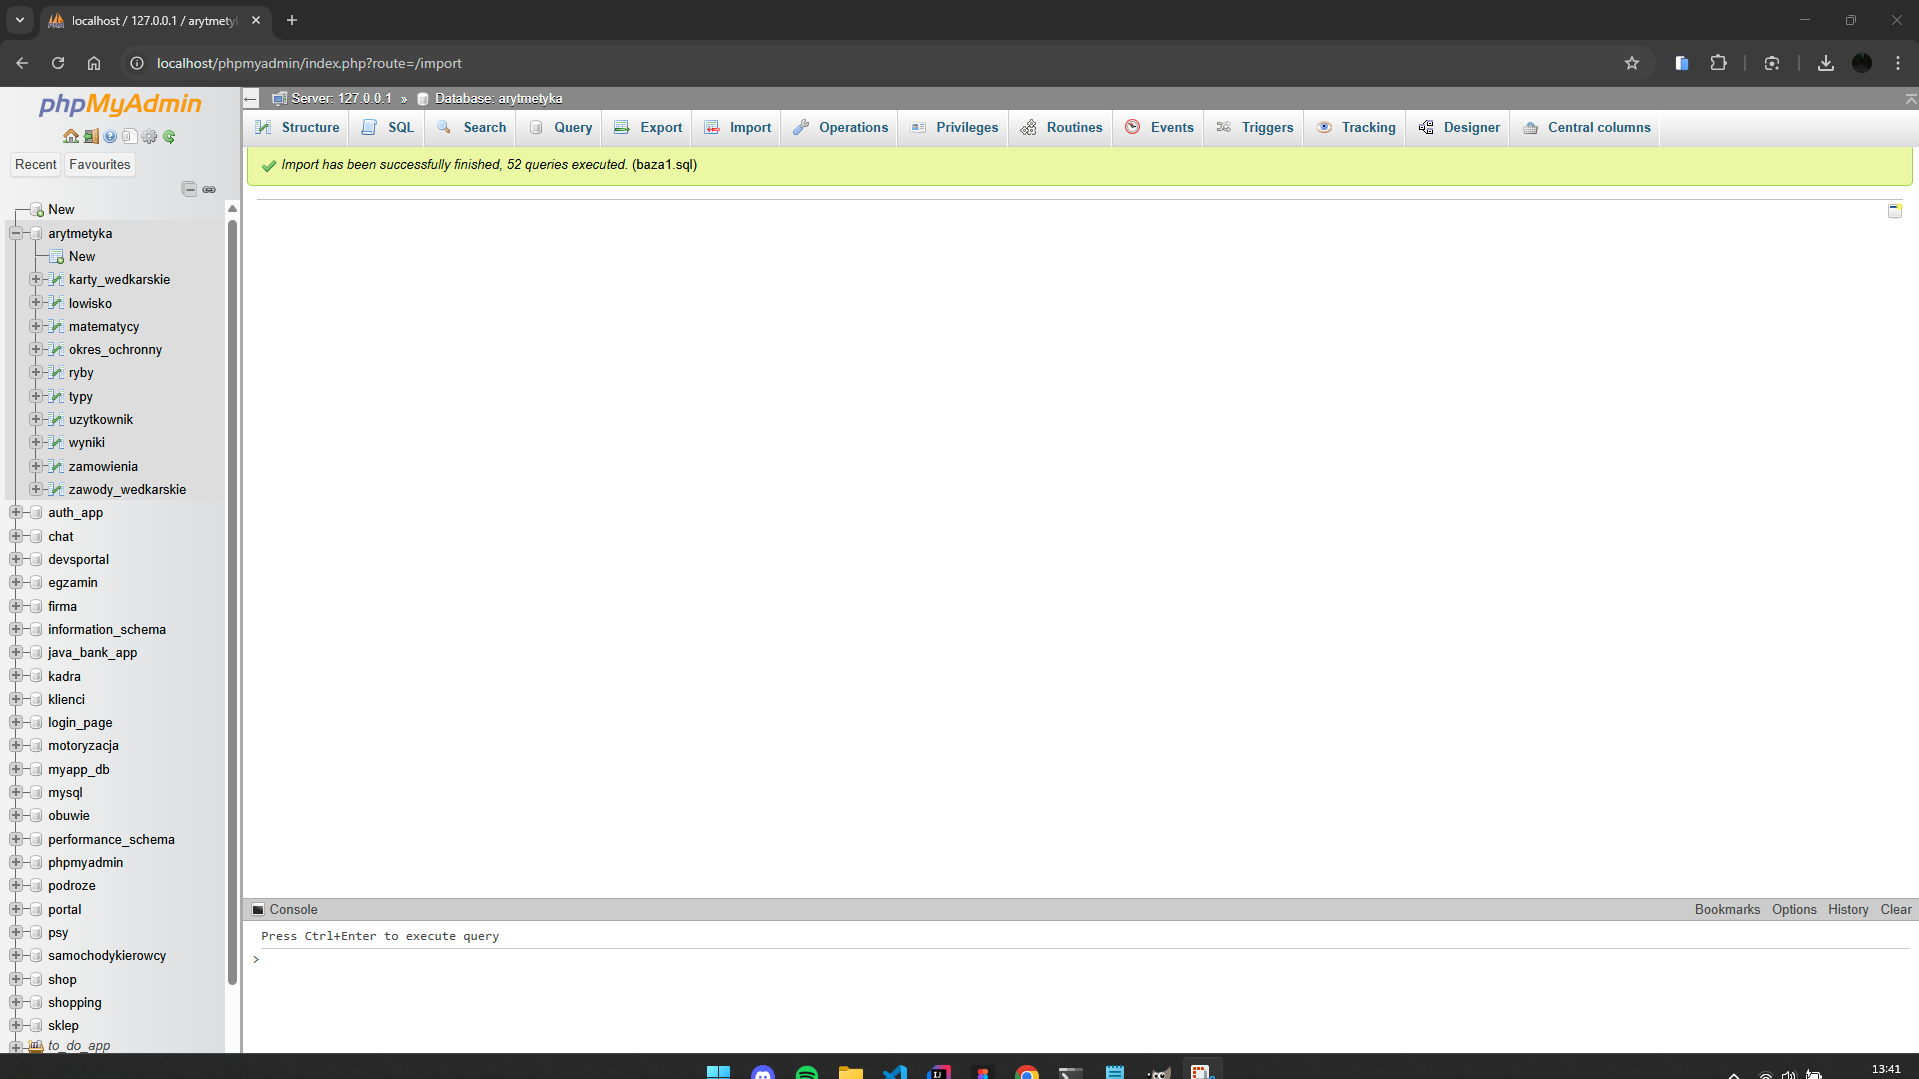 localhost / 127.0.0.1 / arytmetyk
localhost/phpmyadmin/index.php?route=/import
phpMyAdmin
Recent
Favourites
New
arytmetyka
New
karty_wedkarskie
lowisko
matematycy
okres_ochronny
ryby
typy
uzytkownik
wyniki
zamowienia
zawody_wedkarskie
auth_app
chat
devsportal
egzamin
firma
information_schema
java_bank_app
kadra
klienci
login_page
motoryzacja
myapp_db
mysql
obuwie
performance_schema
phpmyadmin
podroze
portal
psy
samochodykierowcy
shop
shopping
sklep
to_do_app
Server: 127.0.0.1 » Database: arytmetyka
Structure SQL Search Query Export Import Operations Privileges Routines Events Triggers Tracking Designer Central columns
Import has been successfully finished, 52 queries executed. (baza1.sql)
Console
Bookmarks Options History Clear
Press Ctrl+Enter to execute query
>
13:41